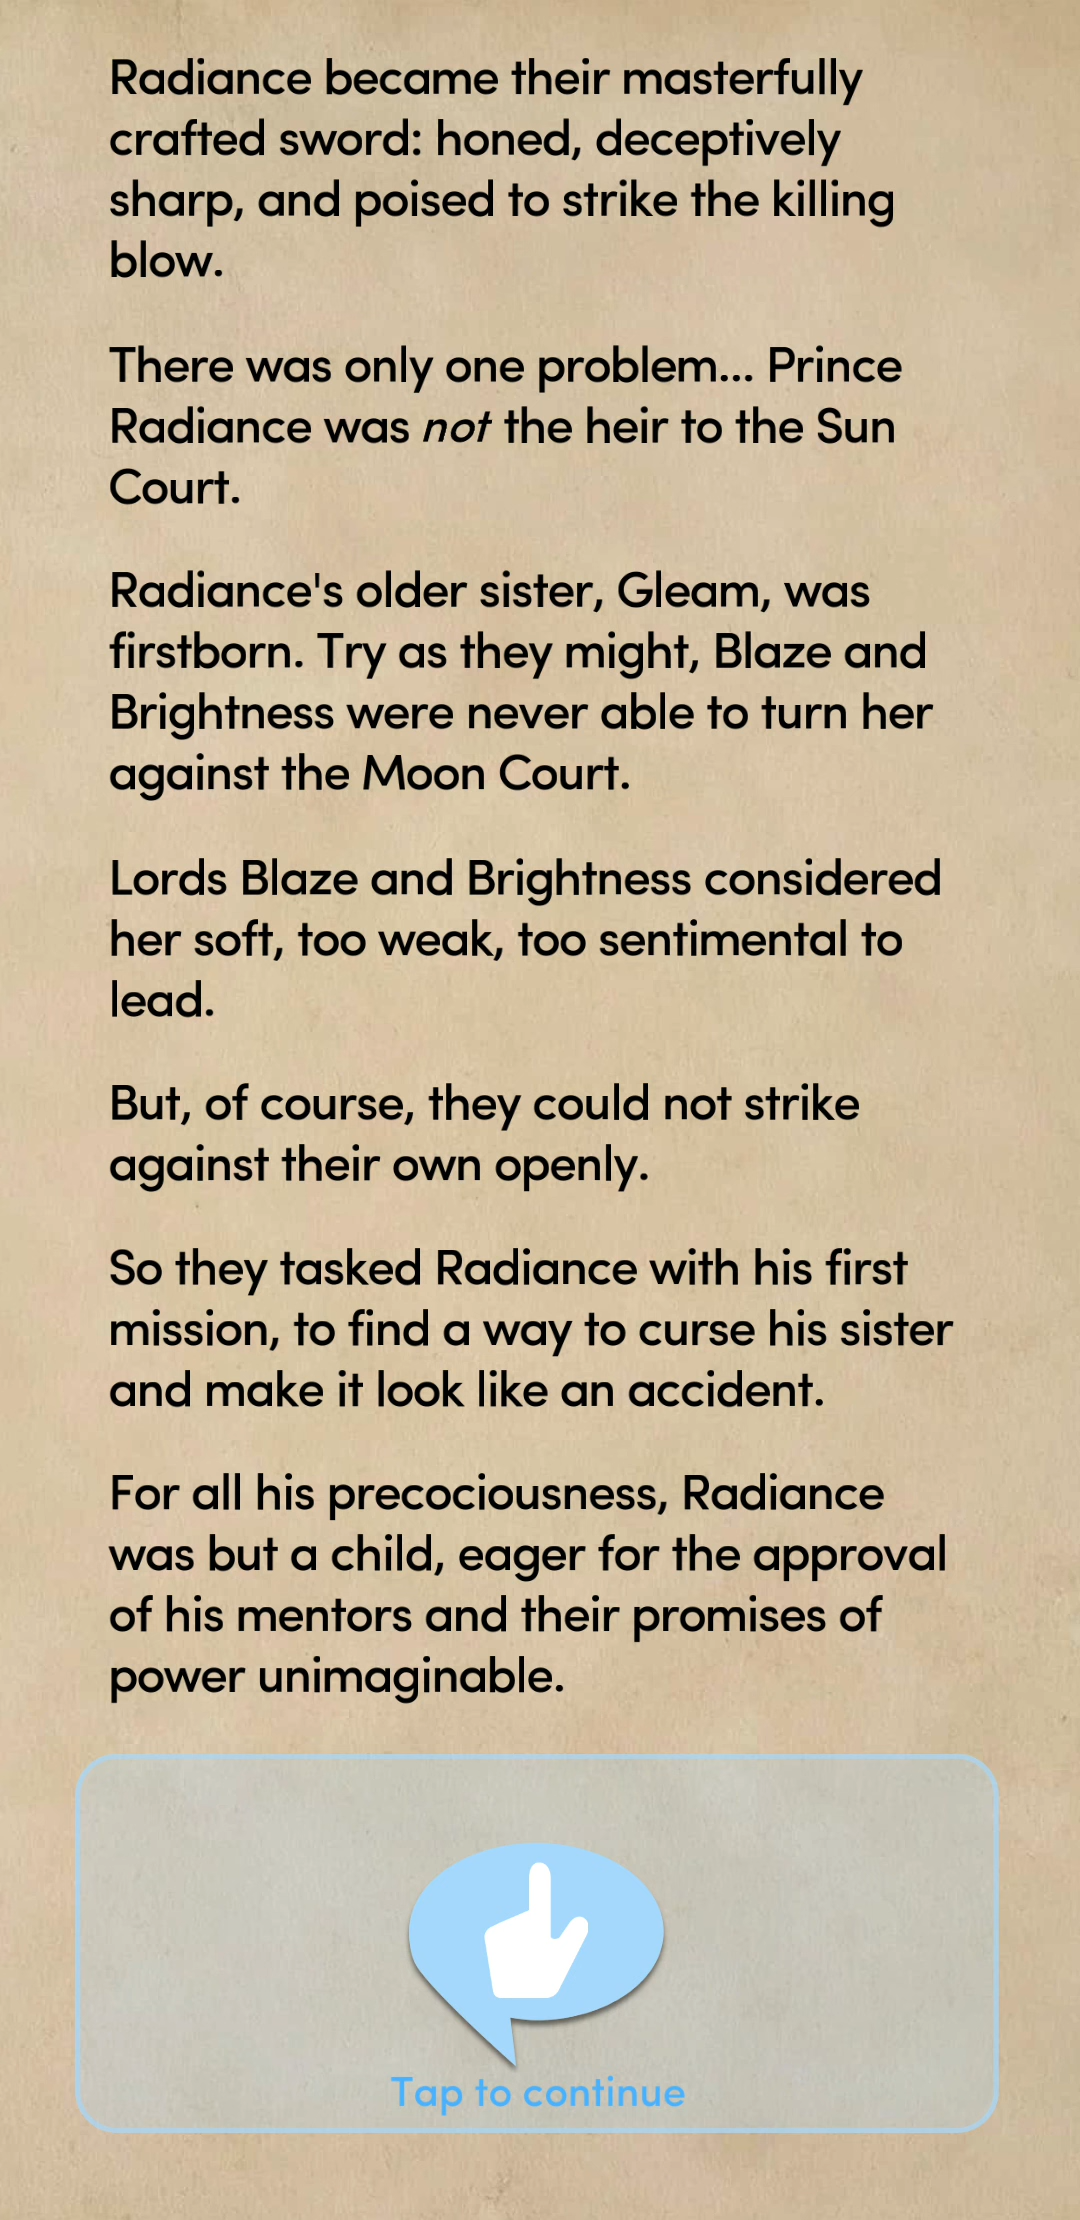 Radiance became their masterfully
crafted sword: honed, deceptively
sharp, and poised to strike the killing
blow.
There was only one problem... Prince
Radiance was not the heir to the Sun
Court.
Radiance's older sister, Gleam, was
firstborn. Try as they might, Blaze and
Brightness were never able to turn her
against the Moon Court.
Lords Blaze and Brightness considered
her soft, too weak, too sentimental to
lead.
But, of course, they could not strike
against their own openly.
So they tasked Radiance with his first
mission, to find a way to curse his sister
and make it look like an accident.
For all his precociousness, Radiance
was but a child, eager for the approval
of his mentors and their promises of
power unimaginable.
Tap to continue